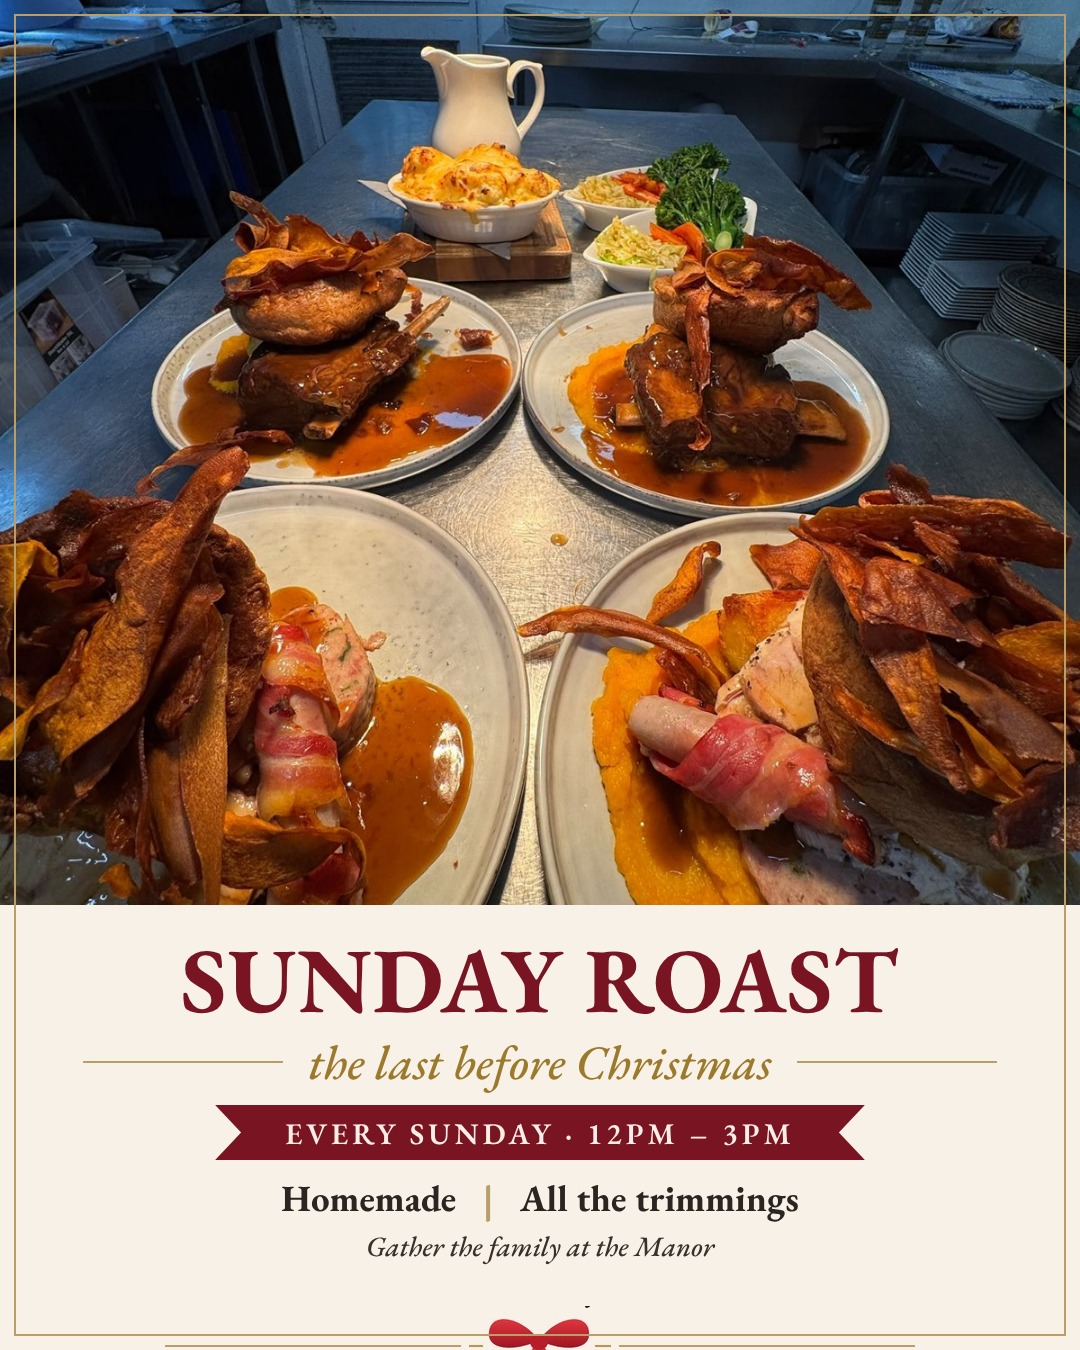 SUNDAY ROAST
the last before Christmas
EVERY SUNDAY · 12PM – 3PM
Homemade | All the trimmings
Gather the family at the Manor